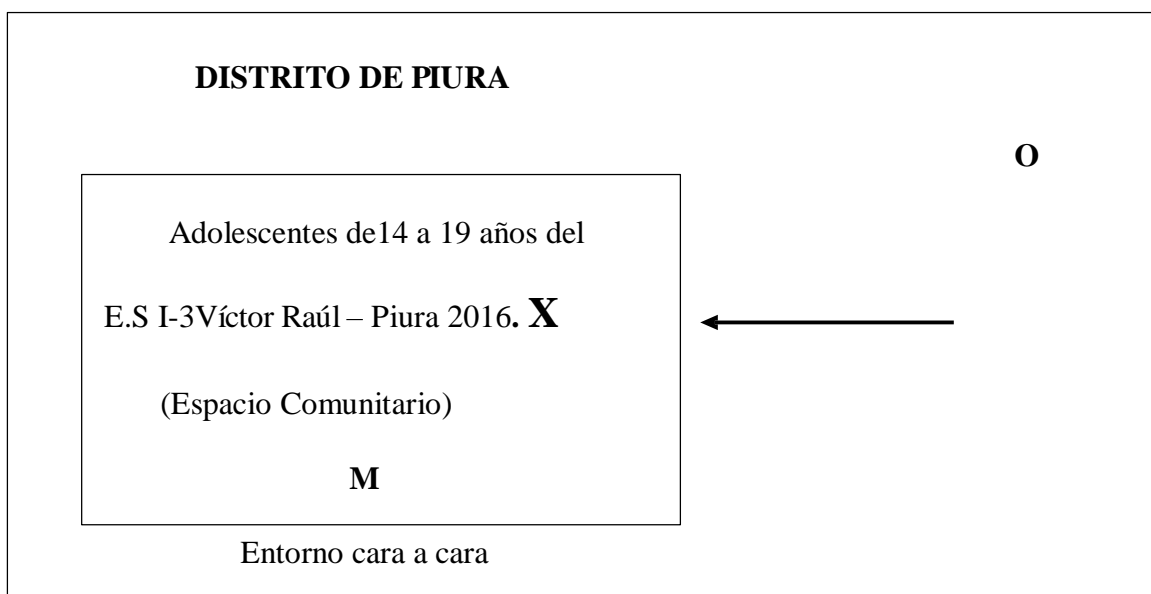 DISTRITO DE PIURA
O
Adolescentes de14 a 19 años del
E.S I-3Víctor Raúl – Piura 2016. X
(Espacio Comunitario)
M
Entorno cara a cara